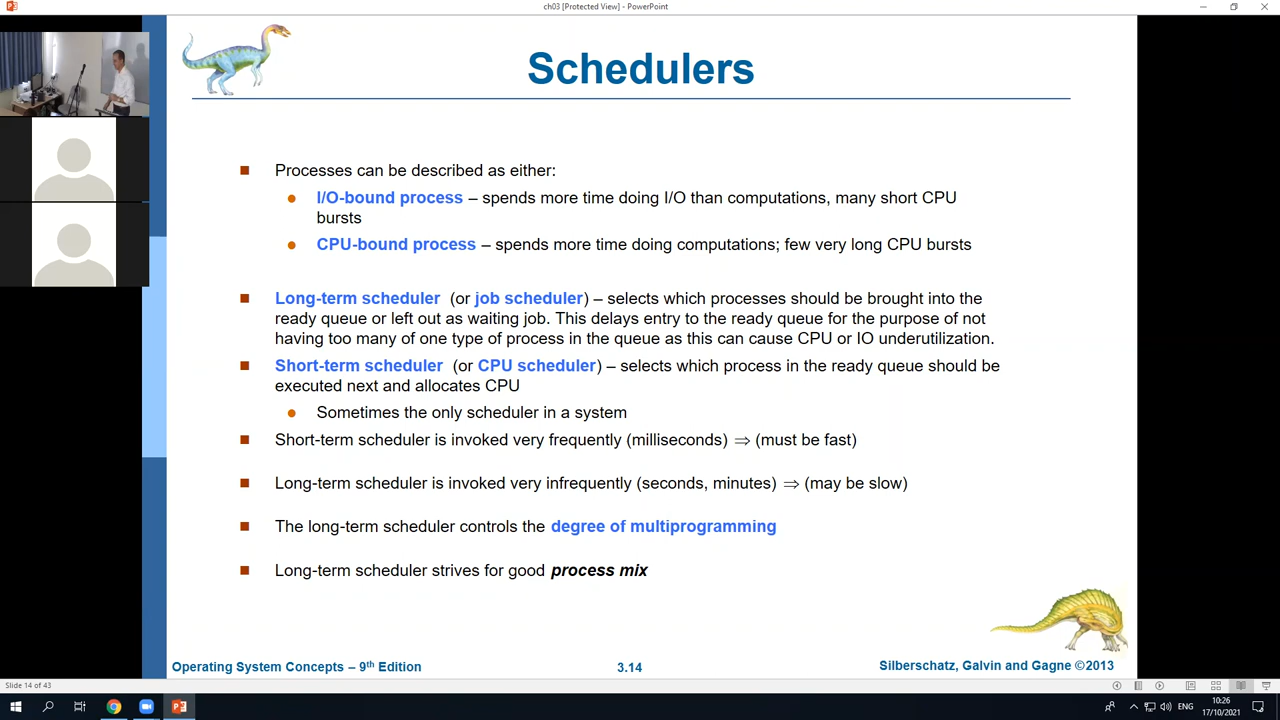 ch03 [Protected View] - PowerPoint
Schedulers
Processes can be described as either:
I/O-bound process – spends more time doing I/O than computations, many short CPU
bursts
CPU-bound process – spends more time doing computations; few very long CPU bursts
Long-term scheduler (or job scheduler) – selects which processes should be brought into the
ready queue or left out as waiting job. This delays entry to the ready queue for the purpose of not
having too many of one type of process in the queue as this can cause CPU or IO underutilization.
Short-term scheduler (or CPU scheduler) – selects which process in the ready queue should be
executed next and allocates CPU
Sometimes the only scheduler in a system
Short-term scheduler is invoked very frequently (milliseconds) ⇒ (must be fast)
Long-term scheduler is invoked very infrequently (seconds, minutes) ⇒ (may be slow)
The long-term scheduler controls the degree of multiprogramming
Long-term scheduler strives for good process mix
Operating System Concepts – 9th Edition
3.14
Silberschatz, Galvin and Gagne ©2013
Slide 14 of 43
ENG
10:26
17/10/2021